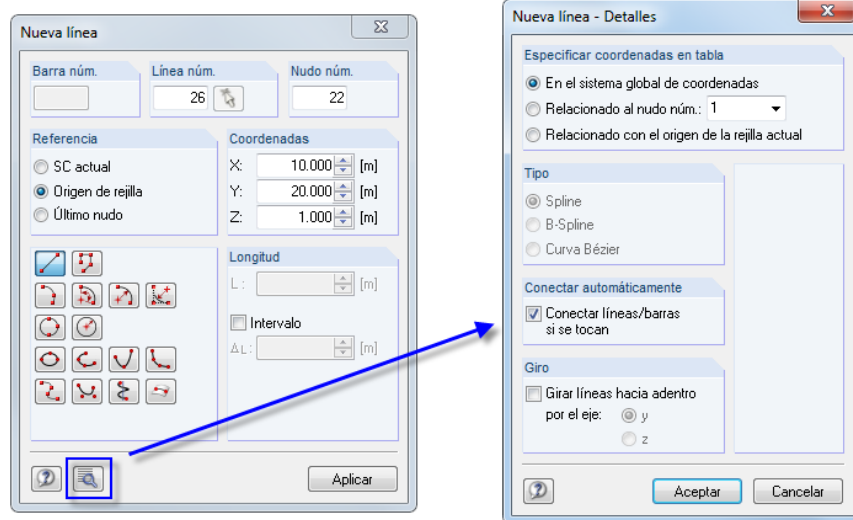 Nueva línea
Barra núm. Línea núm. Nudo núm.
26 22
Referencia
SC actual
Origen de rejilla
Último nudo
Coordenadas
X: 10.000 [m]
Y: 20.000 [m]
Z: 1.000 [m]
Longitud
L : [m]
Intervalo
ΔL: [m]
Aplicar
Nueva línea - Detalles
Especificar coordenadas en tabla
En el sistema global de coordenadas
Relacionado al nudo núm.: 1
Relacionado con el origen de la rejilla actual
Tipo
Spline
B-Spline
Curva Bézier
Conectar automáticamente
Conectar líneas/barras
si se tocan
Giro
Girar líneas hacia adentro
por el eje: y
z
Aceptar Cancelar